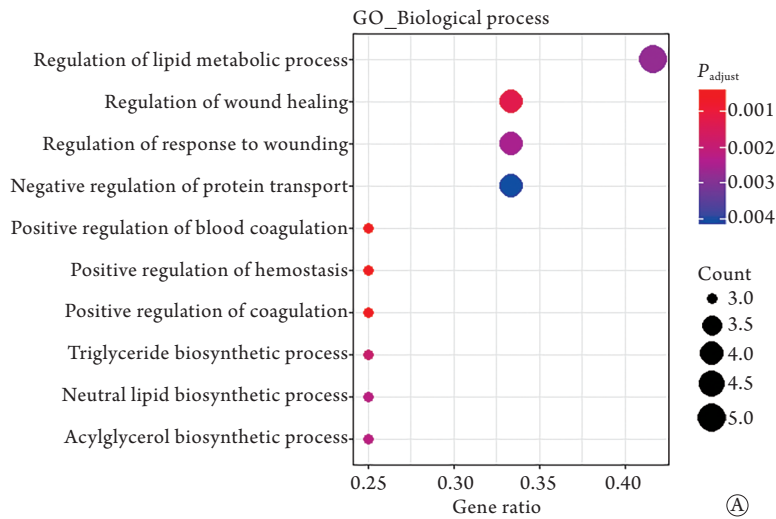 GO_Biological process
Regulation of lipid metabolic process
Regulation of wound healing
Regulation of response to wounding
Negative regulation of protein transport
Positive regulation of blood coagulation
Positive regulation of hemostasis
Positive regulation of coagulation
Triglyceride biosynthetic process
Neutral lipid biosynthetic process
Acylglycerol biosynthetic process
0.25 0.30 0.35 0.40
Gene ratio
P adjust
0.001
0.002
0.003
0.004
Count
3.0
3.5
4.0
4.5
5.0
Ⓐ